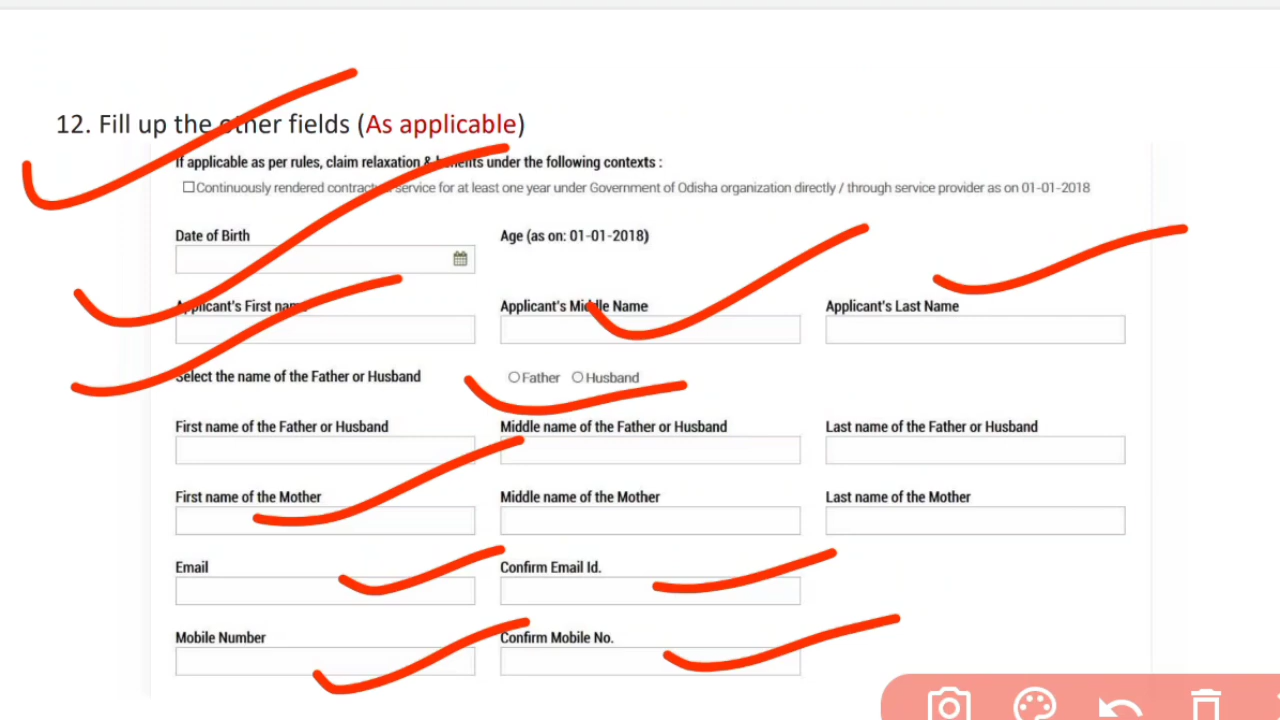 12. Fill up the other fields (As applicable)
If applicable as per rules, claim relaxation & benefits under the following contexts :
Continuously rendered contractual service for at least one year under Government of Odisha organization directly / through service provider as on 01-01-2018
Date of Birth Age (as on: 01-01-2018)
Applicant's First name Applicant's Middle Name Applicant's Last Name
Select the name of the Father or Husband Father Husband
First name of the Father or Husband Middle name of the Father or Husband Last name of the Father or Husband
First name of the Mother Middle name of the Mother Last name of the Mother
Email Confirm Email Id.
Mobile Number Confirm Mobile No.